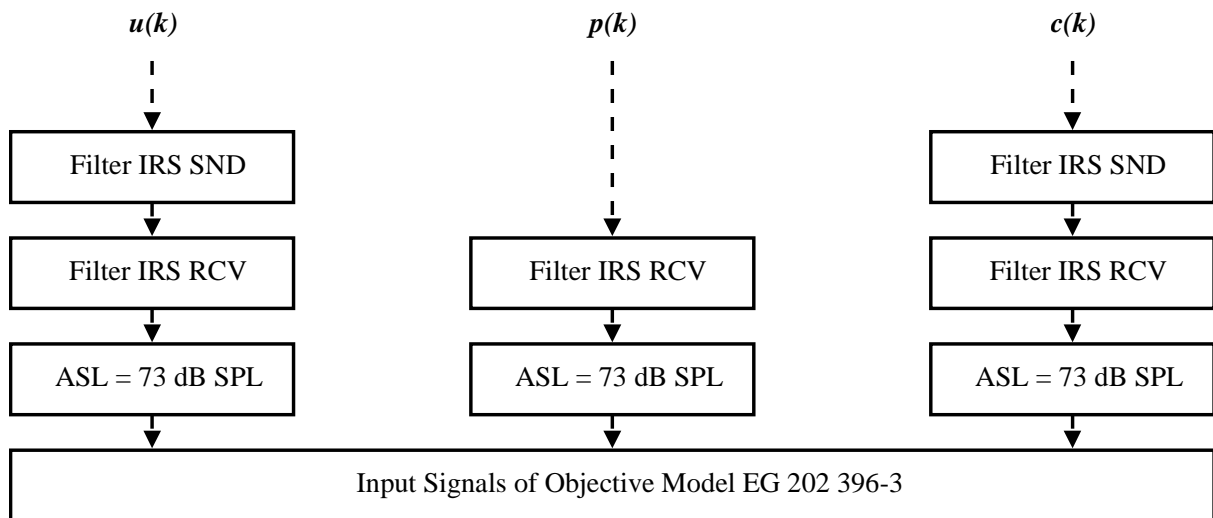 u(k) p(k) c(k)
Filter IRS SND Filter IRS SND
Filter IRS RCV Filter IRS RCV Filter IRS RCV
ASL = 73 dB SPL ASL = 73 dB SPL ASL = 73 dB SPL
Input Signals of Objective Model EG 202 396-3